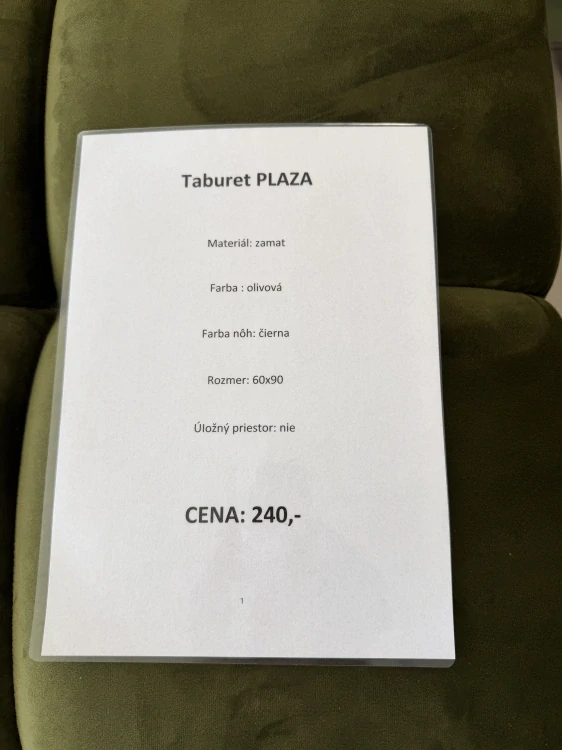 Taburet PLAZA
Materiál: zamat
Farba : olivová
Farba nôh: čierna
Rozmer: 60x90
Úložný priestor: nie
CENA: 240,-
1